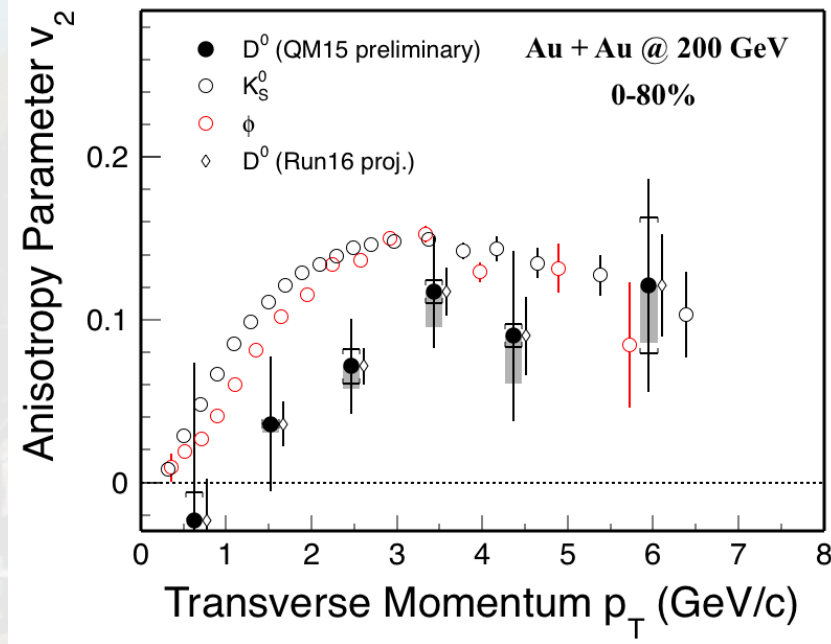 Anisotropy Parameter v₂
D⁰ (QM15 preliminary)
K⁰S
ϕ
D⁰ (Run16 proj.)
Au + Au @ 200 GeV
0-80%
0.2
0.1
0
0 1 2 3 4 5 6 7 8
Transverse Momentum p_T (GeV/c)